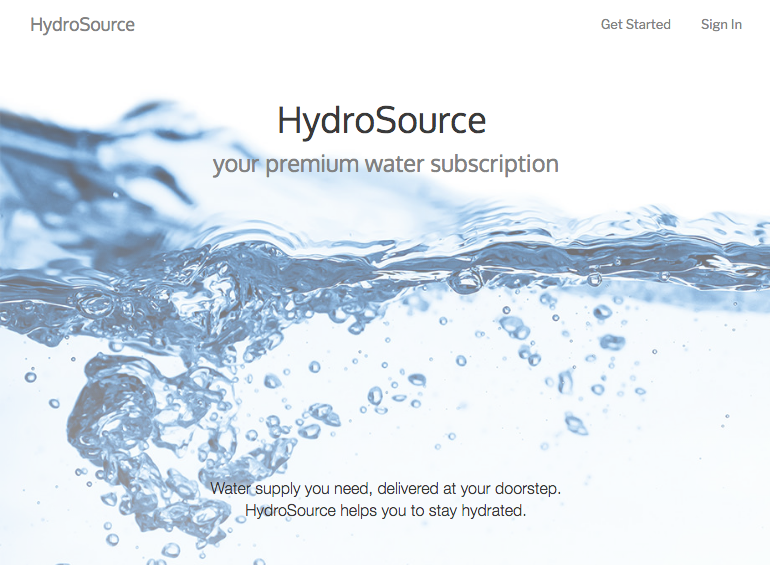 HydroSource
Get Started
Sign In
HydroSource
your premium water subscription
Water supply you need, delivered at your doorstep.
HydroSource helps you to stay hydrated.